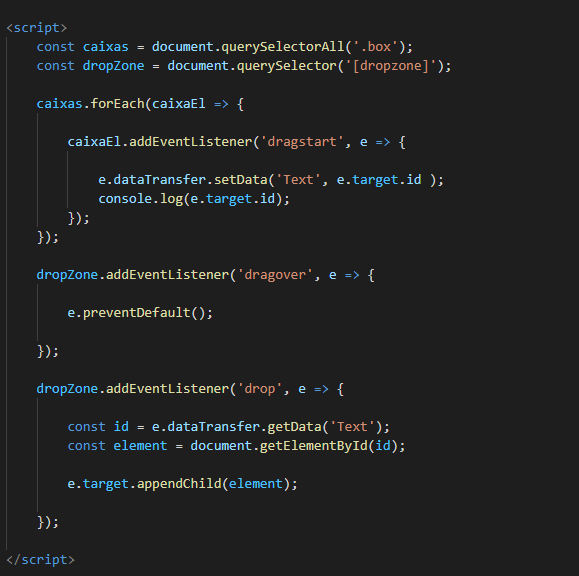 <script>
const caixas = document.querySelectorAll('.box');
const dropZone = document.querySelector('[dropzone]');
caixas.forEach(caixaEl => {
caixaEl.addEventListener('dragstart', e => {
e.dataTransfer.setData('Text', e.target.id );
console.log(e.target.id);
});
});
dropZone.addEventListener('dragover', e => {
e.preventDefault();
});
dropZone.addEventListener('drop', e => {
const id = e.dataTransfer.getData('Text');
const element = document.getElementById(id);
e.target.appendChild(element);
});
</script>